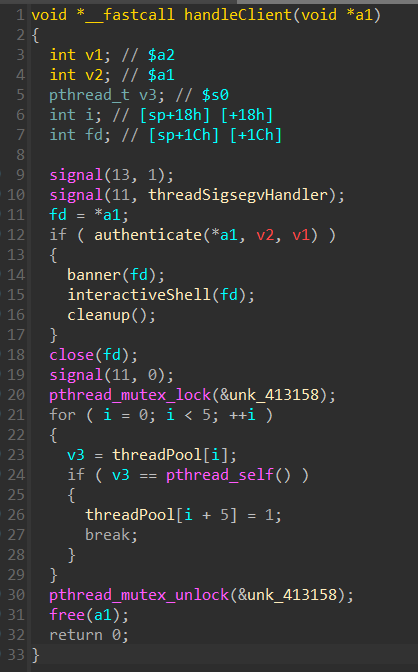 1 void *__fastcall handleClient(void *a1)
2 {
3 int v1; // $a2
4 int v2; // $a1
5 pthread_t v3; // $s0
6 int i; // [sp+18h] [+18h]
7 int fd; // [sp+1Ch] [+1Ch]
8
9 signal(13, 1);
10 signal(11, threadSigsegvHandler);
11 fd = *a1;
12 if ( authenticate(*a1, v2, v1) )
13 {
14 banner(fd);
15 interactiveShell(fd);
16 cleanup();
17 }
18 close(fd);
19 signal(11, 0);
20 pthread_mutex_lock(&unk_413158);
21 for ( i = 0; i < 5; ++i )
22 {
23 v3 = threadPool[i];
24 if ( v3 == pthread_self() )
25 {
26 threadPool[i + 5] = 1;
27 break;
28 }
29 }
30 pthread_mutex_unlock(&unk_413158);
31 free(a1);
32 return 0;
33 }